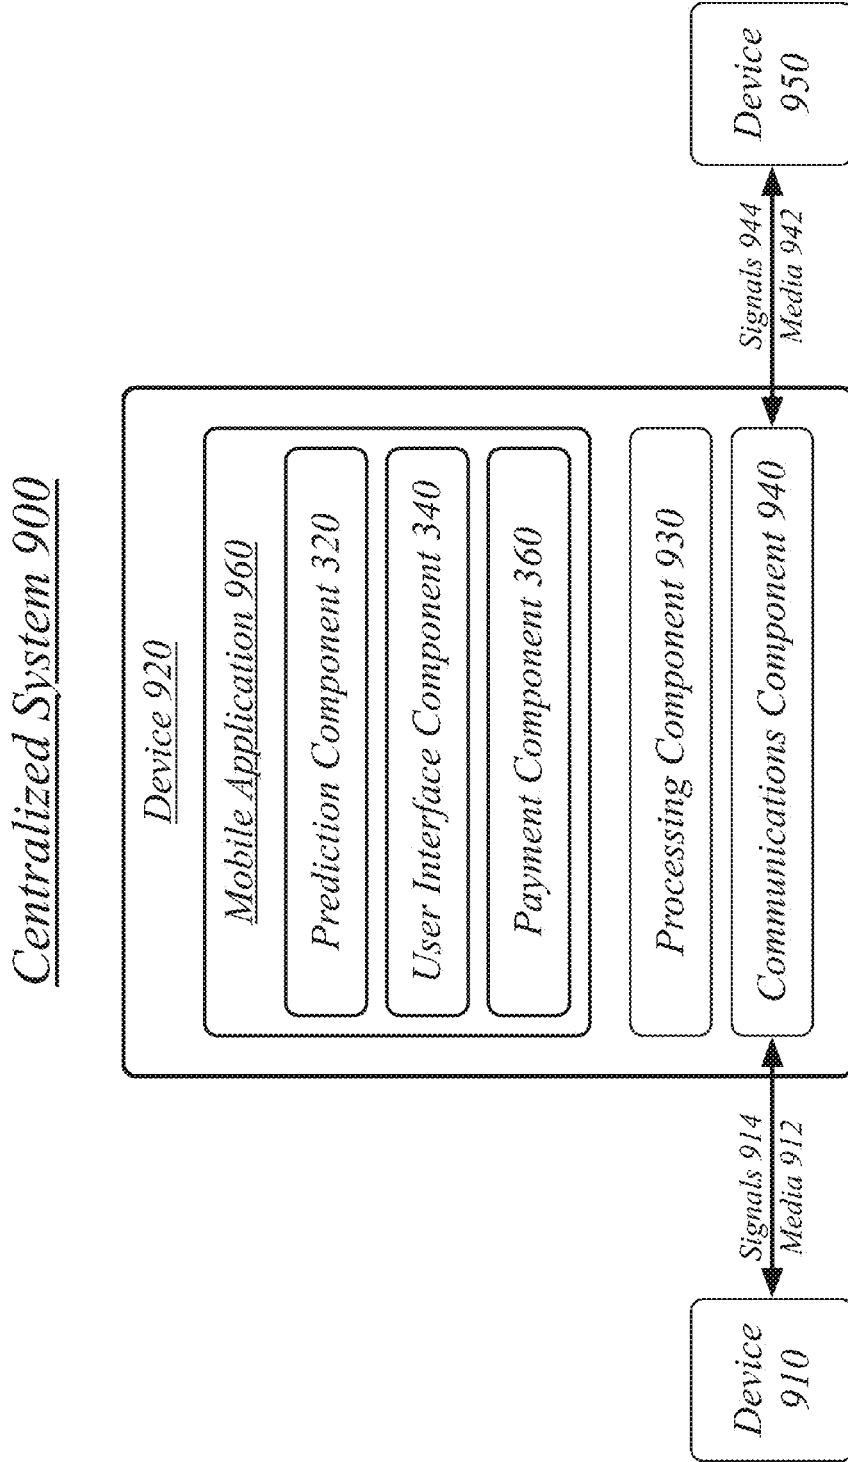 Centralized System 900
Device 920
Mobile Application 960
Prediction Component 320
User Interface Component 340
Payment Component 360
Processing Component 930
Communications Component 940
Device
910
Signals 914
Media 912
Signals 944
Media 942
Device
950